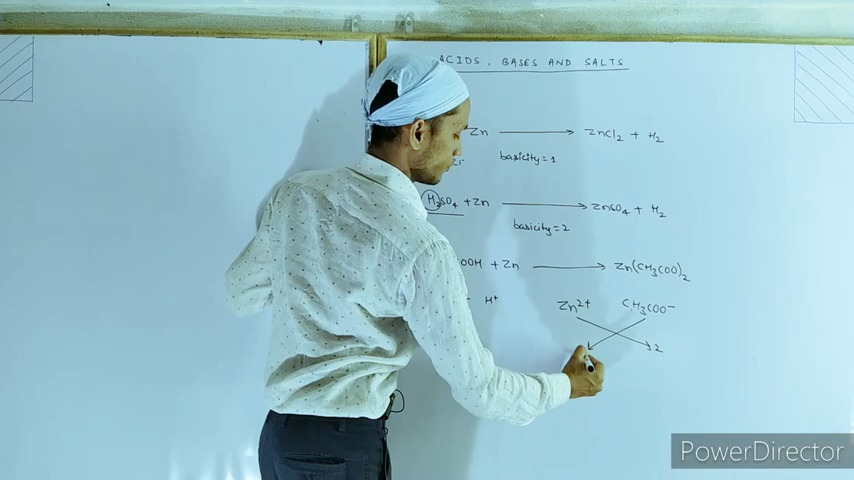 ACIDS, BASES AND SALTS
Zn ⟶ ZnCl₂ + H₂
basicity = 1
H₂SO₄ + Zn ⟶ ZnSO₄ + H₂
basicity = 2
OOH + Zn ⟶ Zn(CH₃COO)₂
H⁺ Zn²⁺ CH₃COO⁻
2
PowerDirector